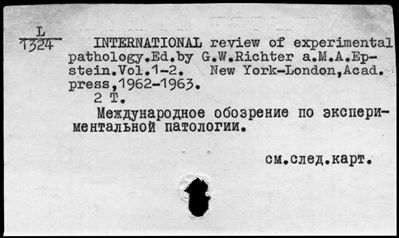 L
1324
INTERNATIONAL review of experimental
pathology.Ed.by G.W.Richter a.M.A.Ep-
stein.Vol.1-2. New York-London,Acad.
press,1962-1963.
2 Т.
Международное обозрение по экспери-
ментальной патологии.
см.след.карт.